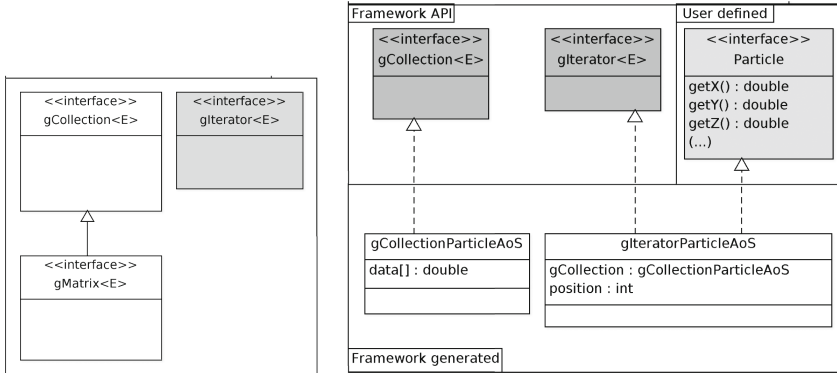 <<interface>>
gCollection<E>
<<interface>>
gIterator<E>
<<interface>>
gMatrix<E>
Framework API
<<interface>>
gCollection<E>
<<interface>>
gIterator<E>
User defined
<<interface>>
Particle
getX() : double
getY() : double
getZ() : double
(...)
gCollectionParticleAoS
data[] : double
gIteratorParticleAoS
gCollection : gCollectionParticleAoS
position : int
Framework generated